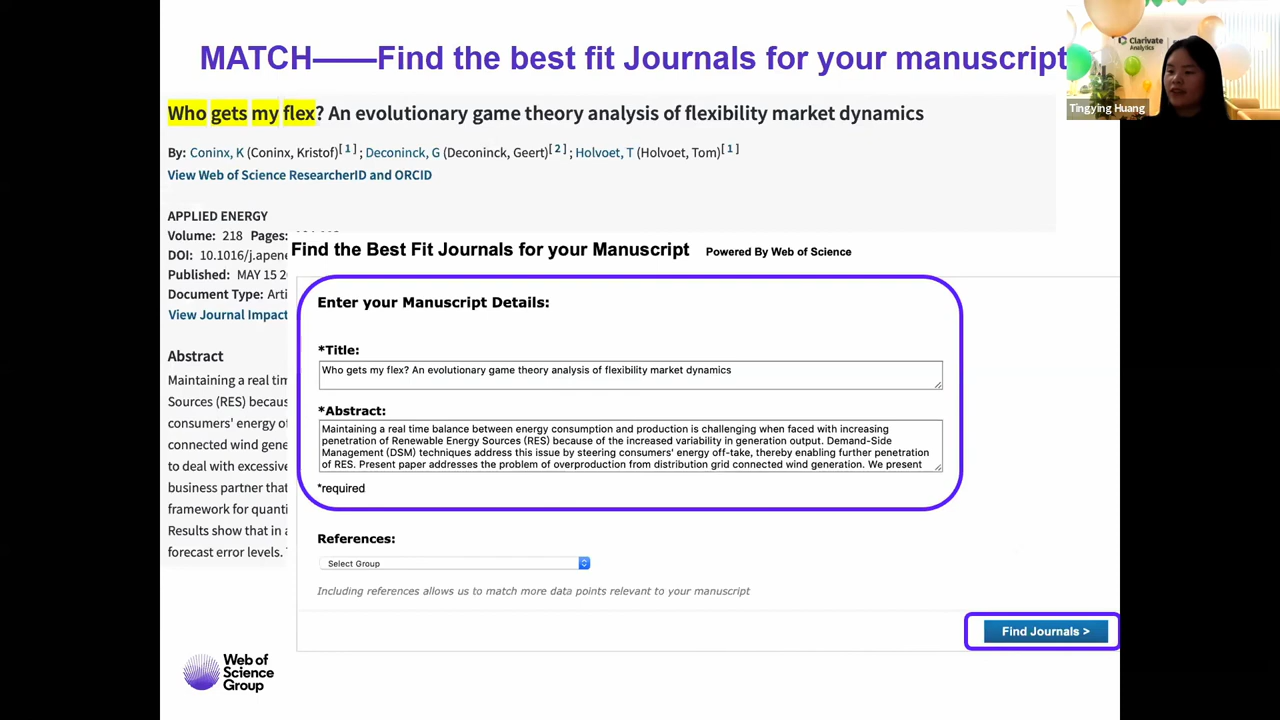 MATCH——Find the best fit Journals for your manuscript
Clarivate
Analytics
Tingying Huang
Who gets my flex? An evolutionary game theory analysis of flexibility market dynamics
By: Coninx, K (Coninx, Kristof)[ 1 ] ; Deconinck, G (Deconinck, Geert)[ 2 ] ; Holvoet, T (Holvoet, Tom)[ 1 ]
View Web of Science ResearcherID and ORCID
APPLIED ENERGY
Volume: 218 Pages:
DOI: 10.1016/j.apene
Published: MAY 15 2
Document Type: Arti
View Journal Impact
Abstract
Maintaining a real tim
Sources (RES) becaus
consumers' energy of
connected wind gene
to deal with excessive
business partner that
framework for quanti
Results show that in a
forecast error levels.
Find the Best Fit Journals for your Manuscript Powered By Web of Science
Enter your Manuscript Details:
*Title:
Who gets my flex? An evolutionary game theory analysis of flexibility market dynamics
*Abstract:
Maintaining a real time balance between energy consumption and production is challenging when faced with increasing
penetration of Renewable Energy Sources (RES) because of the increased variability in generation output. Demand-Side
Management (DSM) techniques address this issue by steering consumers' energy off-take, thereby enabling further penetration
of RES. Present paper addresses the problem of overproduction from distribution grid connected wind generation. We present
*required
References:
Select Group
Including references allows us to match more data points relevant to your manuscript
Find Journals >
Web of
Science
Group